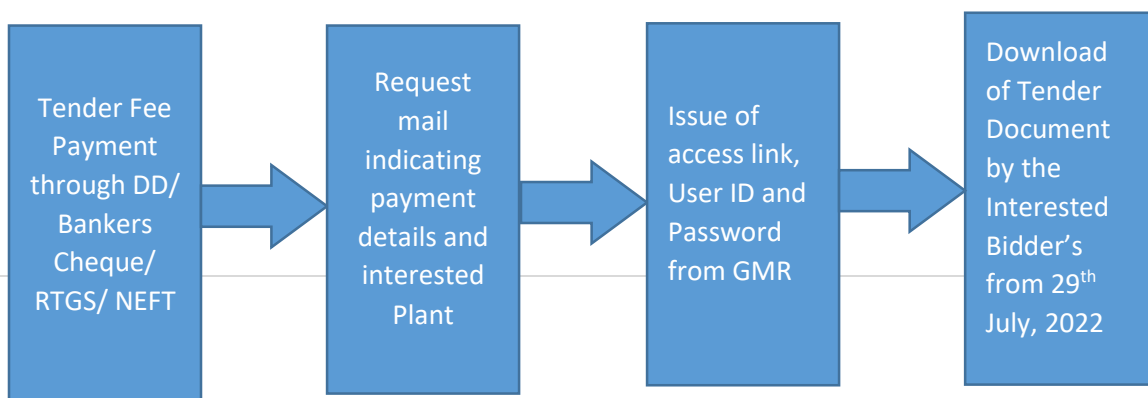 Tender Fee
Payment
through DD/
Bankers
Cheque/
RTGS/ NEFT
Request
mail
indicating
payment
details and
interested
Plant
Issue of
access link,
User ID and
Password
from GMR
Download
of Tender
Document
by the
Interested
Bidder’s
from 29th
July, 2022